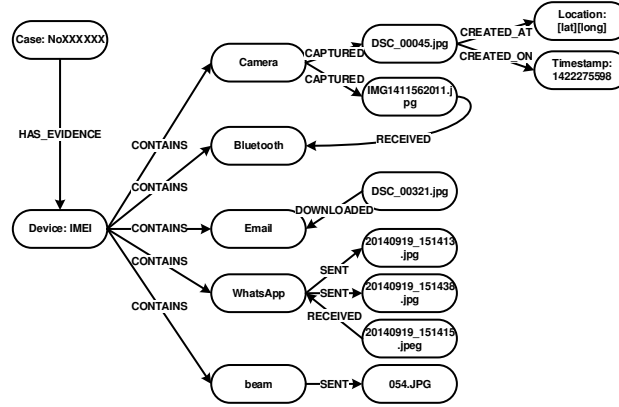 Case: NoXXXXXX
HAS_EVIDENCE
Device: IMEI
CONTAINS
CONTAINS
CONTAINS
CONTAINS
CONTAINS
Camera
Bluetooth
Email
WhatsApp
beam
CAPTURED
CAPTURED
RECEIVED
DOWNLOADED
SENT
SENT
RECEIVED
SENT
DSC_00045.jpg
IMG1411562011.j
pg
DSC_00321.jpg
20140919_151413
.jpg
20140919_151438
.jpg
20140919_151415
.jpeg
054.JPG
CREATED_AT
CREATED_ON
Location:
[lat][long]
Timestamp:
1422275598